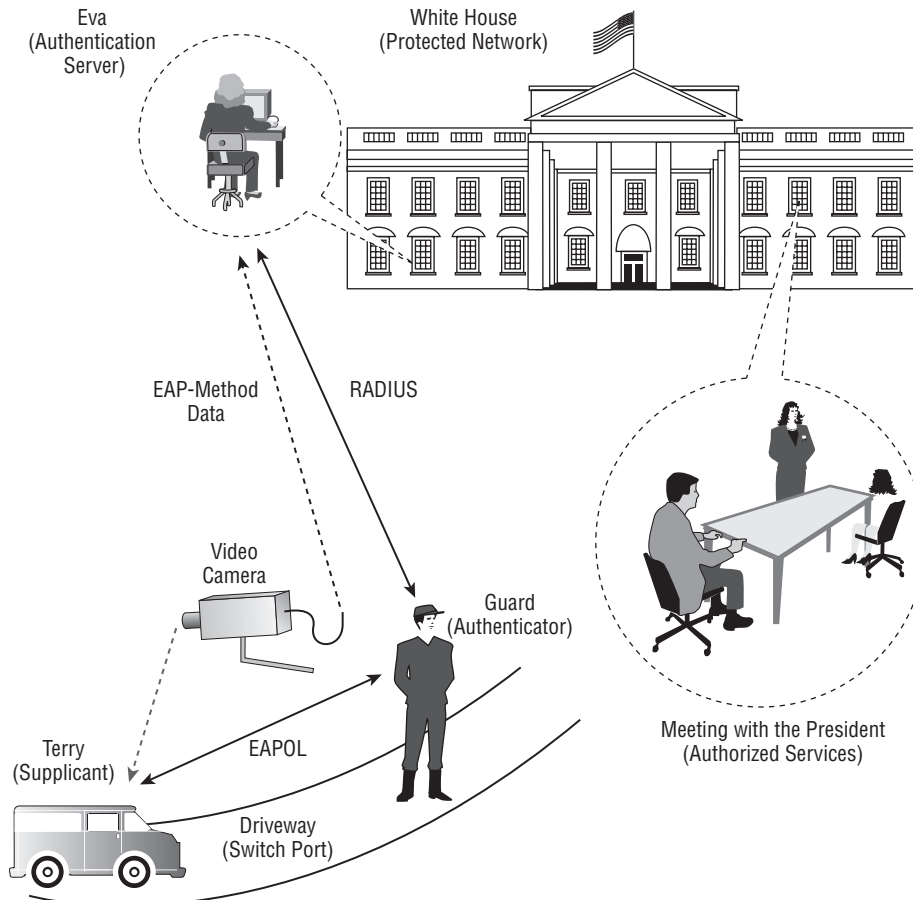 Eva
(Authentication
Server)
White House
(Protected Network)
EAP-Method
Data
RADIUS
Video
Camera
Guard
(Authenticator)
EAPOL
Terry
(Supplicant)
Driveway
(Switch Port)
Meeting with the President
(Authorized Services)